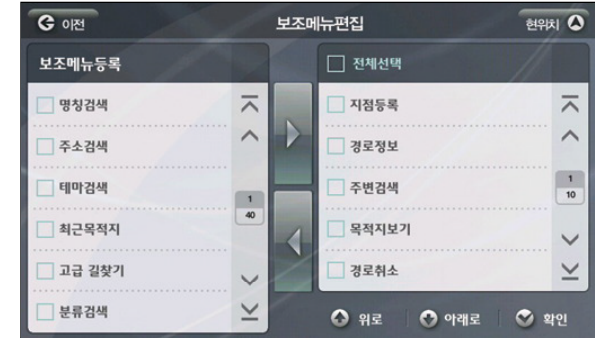 이전
보조메뉴편집
현위치
보조메뉴등록
명칭검색
주소검색
테마검색
최근목적지
고급 길찾기
분류검색
1
40
전체선택
지점등록
경로정보
주변검색
목적지보기
경로취소
1
10
위로
아래로
확인